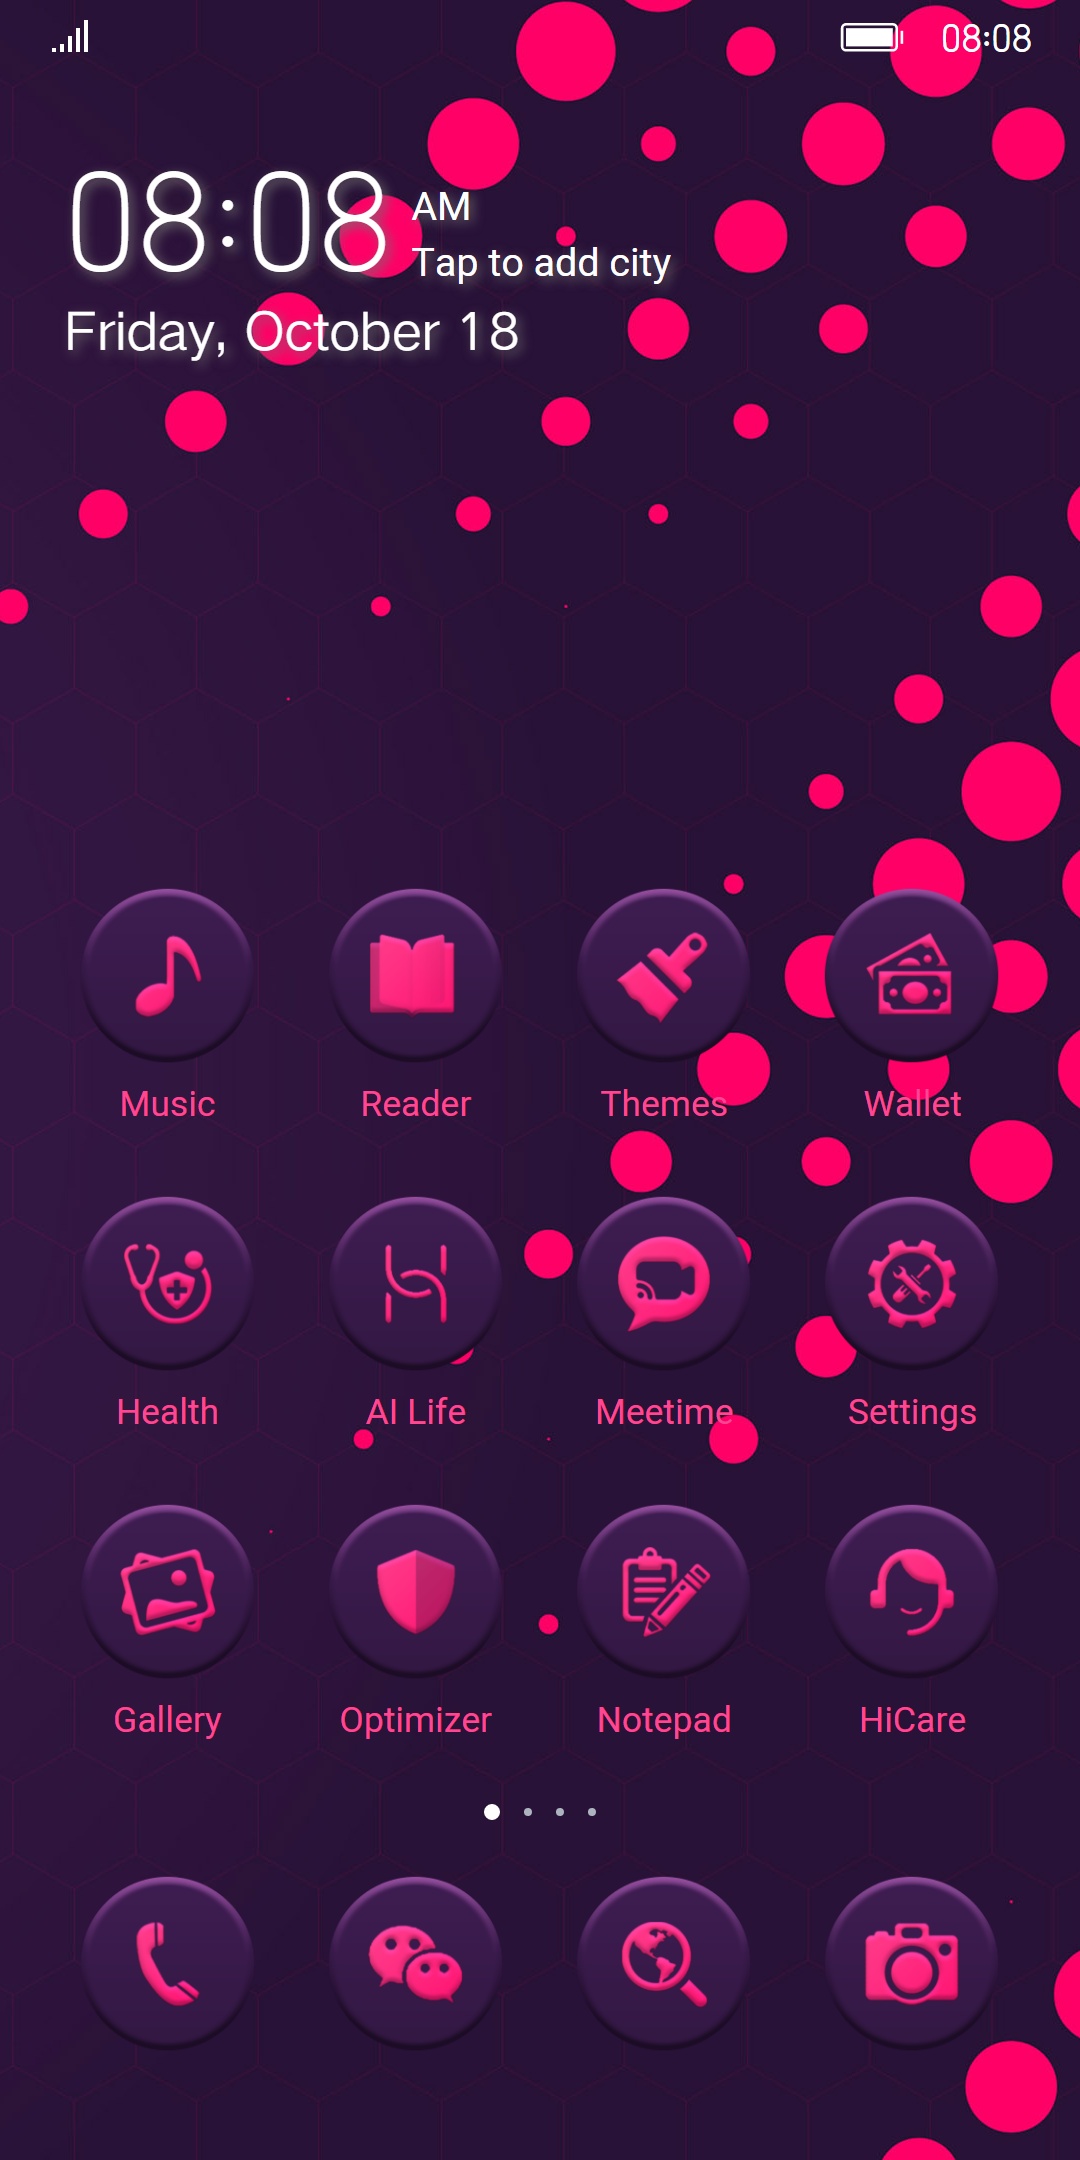 08:08
08:08 AM
Tap to add city
Friday, October 18
Music Reader Themes Wallet
Health AI Life Meetime Settings
Gallery Optimizer Notepad HiCare